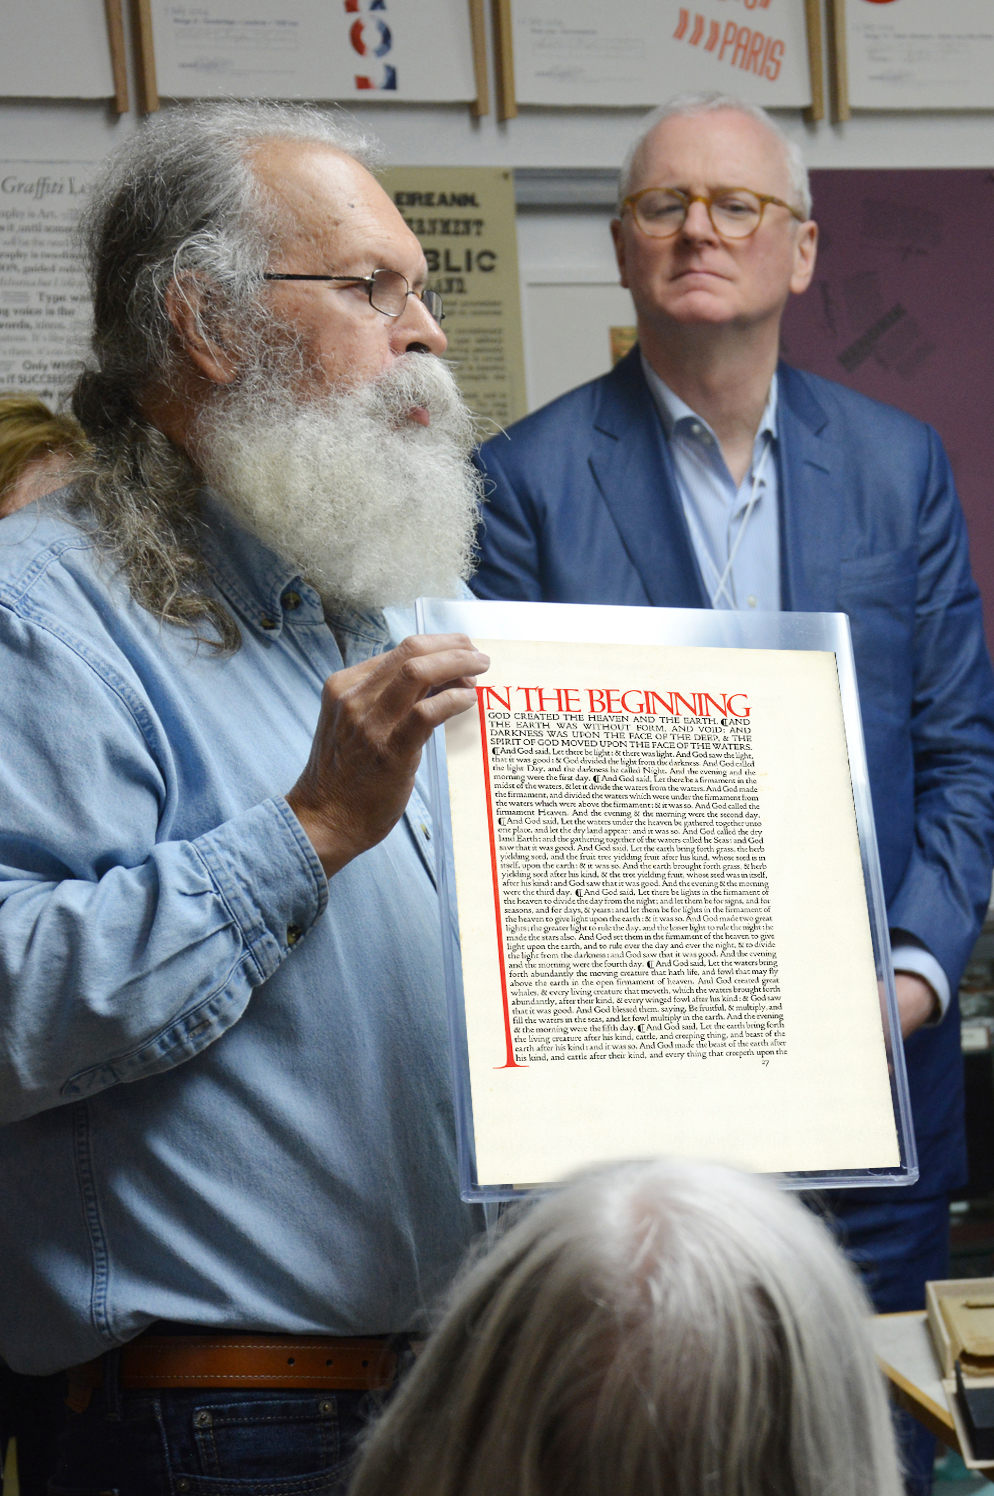 PARIS
Graffiti
EIREANN.
BLIC
Type
voice is the
Only
IN THE BEGINNING
GOD CREATED THE HEAVEN AND THE EARTH. ¶AND
THE EARTH WAS WITHOUT FORM, AND VOID; AND
DARKNESS WAS UPON THE FACE OF THE DEEP, & THE
SPIRIT OF GOD MOVED UPON THE FACE OF THE WATERS.
¶And God said, Let there be light: & there was light. And God saw the light,
that it was good: & God divided the light from the darkness. And God called
the light Day, and the darkness he called Night. And the evening and the
morning were the first day. ¶And God said, Let there be a firmament in the
midst of the waters, & let it divide the waters from the waters. And God made
the firmament, and divided the waters which were under the firmament from
the waters which were above the firmament: & it was so. And God called the
firmament Heaven. And the evening & the morning were the second day.
¶And God said, Let the waters under the heaven be gathered together unto
one place, and let the dry land appear: and it was so. And God called the dry
land Earth; and the gathering together of the waters called he Seas: and God
saw that it was good. And God said, Let the earth bring forth grass, the herb
yielding seed, and the fruit tree yielding fruit after his kind, whose seed is in
itself, upon the earth: & it was so. And the earth brought forth grass, & herb
yielding seed after his kind, & the tree yielding fruit, whose seed was in itself,
after his kind: and God saw that it was good. And the evening & the morning
were the third day. ¶And God said, Let there be lights in the firmament of
the heaven to divide the day from the night; and let them be for signs, and for
seasons, and for days, & years: and let them be for lights in the firmament of
the heaven to give light upon the earth: & it was so. And God made two great
lights; the greater light to rule the day, and the lesser light to rule the night: he
made the stars also. And God set them in the firmament of the heaven to give
light upon the earth, and to rule over the day and over the night, & to divide
the light from the darkness: and God saw that it was good. And the evening
and the morning were the fourth day. ¶And God said, Let the waters bring
forth abundantly the moving creature that hath life, and fowl that may fly
above the earth in the open firmament of heaven. And God created great
whales, & every living creature that moveth, which the waters brought forth
abundantly, after their kind, & every winged fowl after his kind: & God saw
that it was good. And God blessed them, saying, Be fruitful, & multiply, and
fill the waters in the seas, and let fowl multiply in the earth. And the evening
& the morning were the fifth day. ¶And God said, Let the earth bring forth
the living creature after his kind, cattle, and creeping thing, and beast of the
earth after his kind: and it was so. And God made the beast of the earth after
his kind, and cattle after their kind, and every thing that creepeth upon the
27